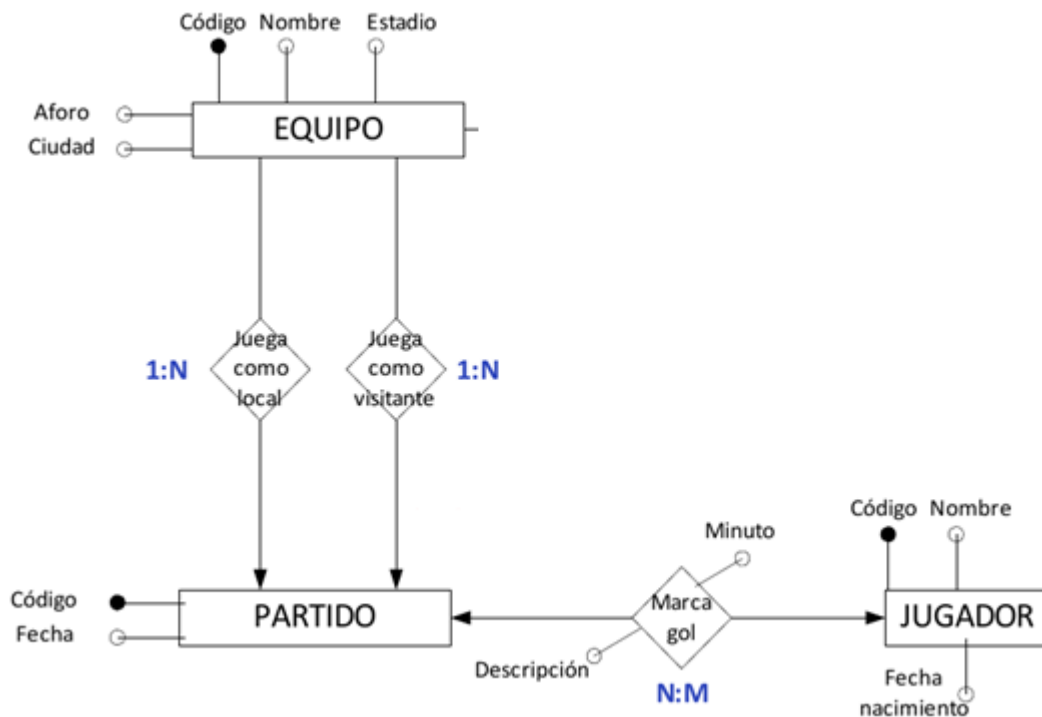 Código Nombre Estadio
Aforo
Ciudad
EQUIPO
1:N
Juega
como
local
Juega
como
visitante
1:N
Código
Fecha
PARTIDO
Minuto
Marca
gol
Descripción
N:M
Código Nombre
JUGADOR
Fecha
nacimiento